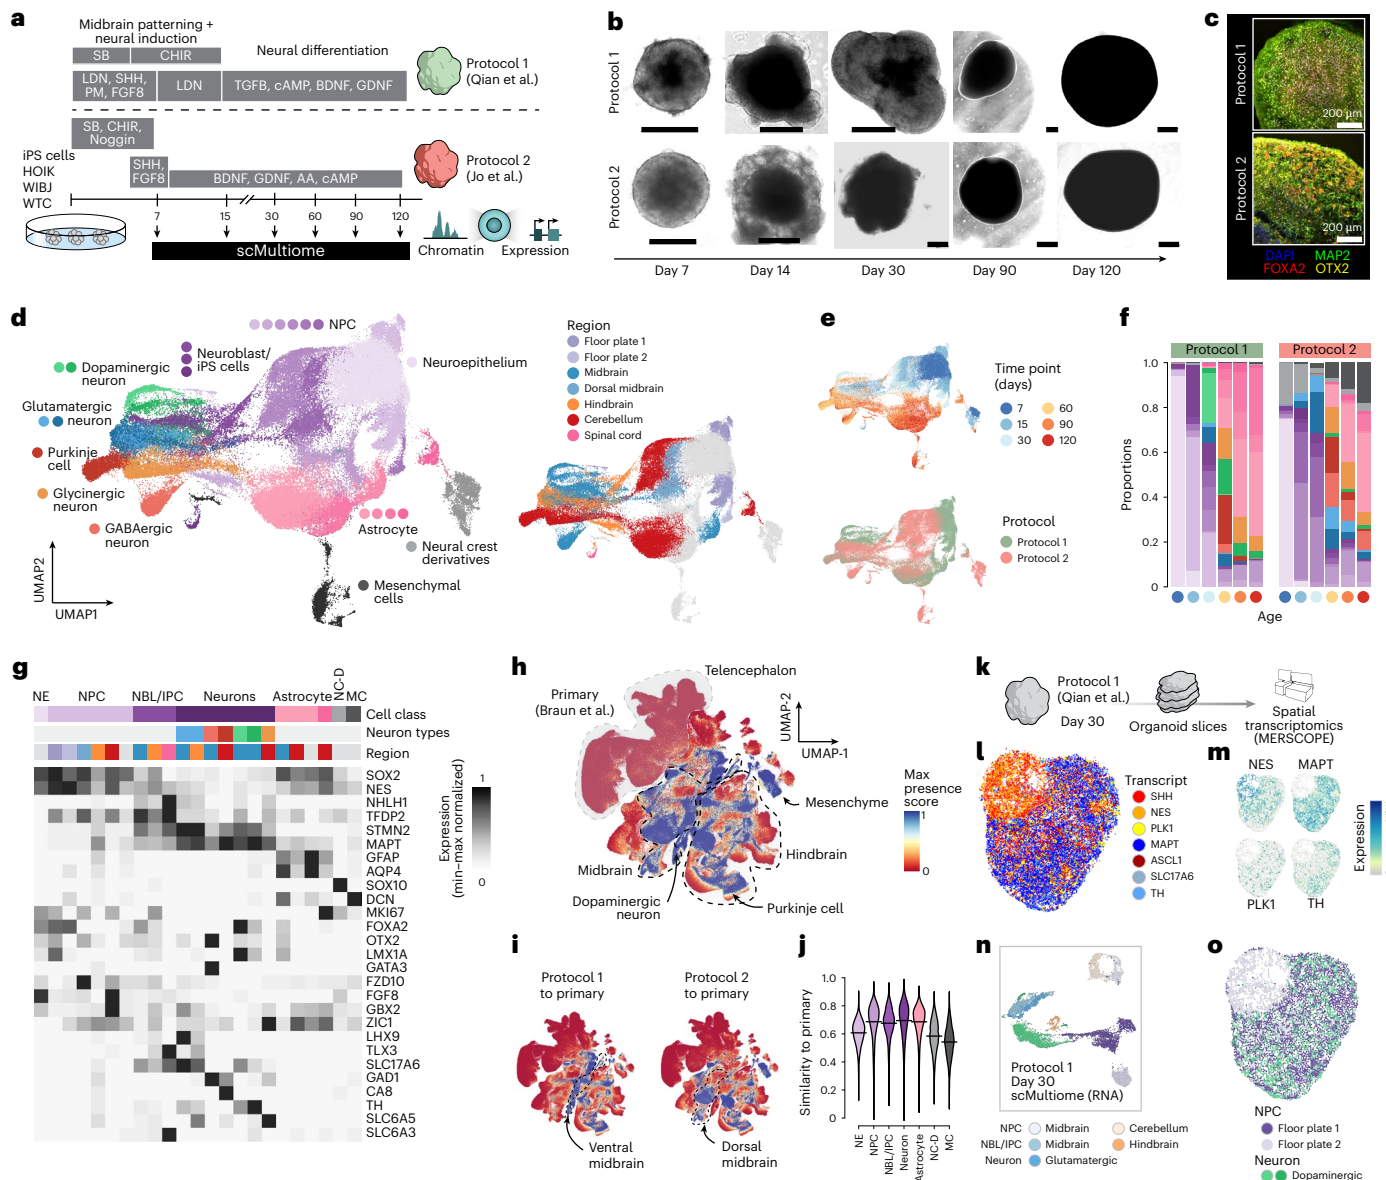 a
Midbrain patterning +
neural induction
SB
CHIR
Neural differentiation
LDN, SHH,
PM, FGF8
LDN
TGFB, cAMP, BDNF, GDNF
Protocol 1
(Qian et al.)
SB, CHIR,
Noggin
iPS cells
HOIK
WIBJ
WTC
SHH,
FGF8
BDNF, GDNF, AA, cAMP
Protocol 2
(Jo et al.)
7
15
30
60
90
120
scMultiome
Chromatin
Expression
b
Protocol 1
Protocol 2
Day 7
Day 14
Day 30
Day 90
Day 120
c
Protocol 1
200 µm
Protocol 2
200 µm
DAPI
MAP2
FOXA2
OTX2
d
NPC
Neuroblast/
iPS cells
Neuroepithelium
Dopaminergic
neuron
Glutamatergic
neuron
Purkinje
cell
Glycinergic
neuron
GABAergic
neuron
Astrocyte
Neural crest
derivatives
Mesenchymal
cells
UMAP2
UMAP1
Region
Floor plate 1
Floor plate 2
Midbrain
Dorsal midbrain
Hindbrain
Cerebellum
Spinal cord
e
Time point
(days)
7
60
15
90
30
120
Protocol
Protocol 1
Protocol 2
f
Protocol 1
Protocol 2
Proportions
1.0
0.8
0.6
0.4
0.2
0
Age
g
NE
NPC
NBL/IPC
Neurons
Astrocyte
NC-D
MC
Cell class
Neuron types
Region
SOX2
NES
NHLH1
TFDP2
STMN2
MAPT
GFAP
AQP4
SOX10
DCN
MKI67
FOXA2
OTX2
LMX1A
GATA3
FZD10
FGF8
GBX2
ZIC1
LHX9
TLX3
SLC17A6
GAD1
CA8
TH
SLC6A5
SLC6A3
Expression
(min–max normalized)
1
0
h
Telencephalon
Primary
(Braun et al.)
UMAP-2
UMAP-1
Mesenchyme
Midbrain
Hindbrain
Dopaminergic
neuron
Purkinje cell
Max
presence
score
1
0
i
Protocol 1
to primary
Protocol 2
to primary
Ventral
midbrain
Dorsal
midbrain
j
Similarity to primary
1.0
0.8
0.6
0.4
0.2
0
NE
NPC
NBL/IPC
Neuron
Astrocyte
NC-D
MC
k
Protocol 1
(Qian et al.)
Day 30
Organoid slices
Spatial
transcriptomics
(MERSCOPE)
l
Transcript
SHH
NES
PLK1
MAPT
ASCL1
SLC17A6
TH
m
NES
MAPT
PLK1
TH
Expression
n
Protocol 1
Day 30
scMultiome (RNA)
NPC
Midbrain
Cerebellum
NBL/IPC
Midbrain
Hindbrain
Neuron
Glutamatergic
o
NPC
Floor plate 1
Floor plate 2
Neuron
Dopaminergic